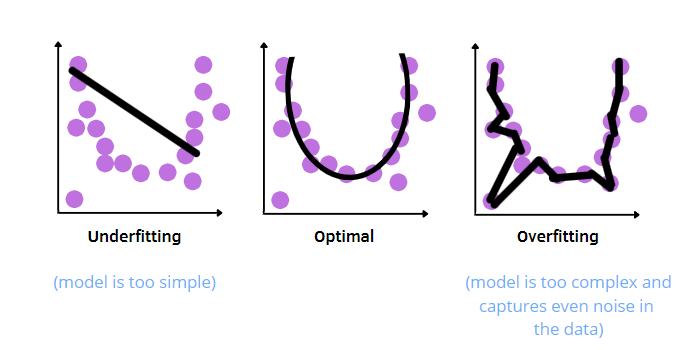 Underfitting
Optimal
Overfitting
(model is too simple)
(model is too complex and
captures even noise in
the data)